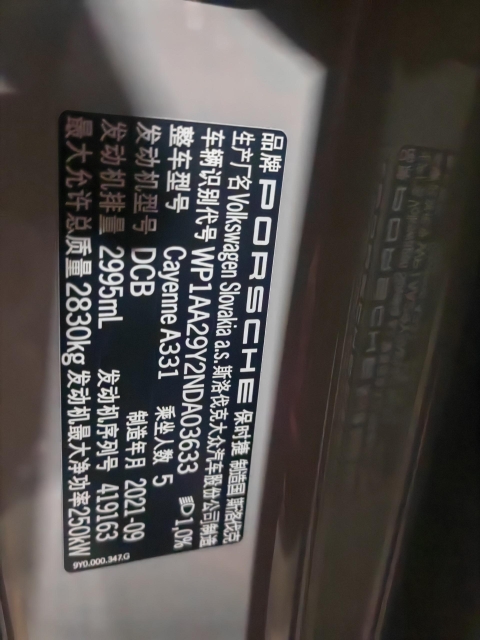 品牌 PORSCHE 保时捷 制造国 斯洛伐克
生产厂名 Volkswagen Slovakia a.s.斯洛伐克大众汽车股份公司制造
车辆识别代号 WP1AA29Y2NDA03633
整车型号 Cayenne A331 乘坐人数 5 1,0%
发动机型号 DCB 制造年月 2021-09
发动机排量 2995mL 发动机序列号 419163
最大允许总质量 2830kg 发动机最大净功率250KW
9Y0.000.347.G